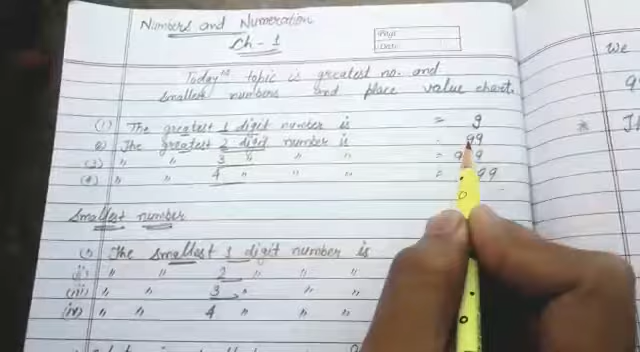 Numbers and Numeration
Ch - 1
Page
Date
Today's topic is greatest no. and
smallest numbers and place value chart.
(1) The greatest 1 digit number is = 9
(2) The greatest 2 digit number is = 99
(3) " " 3 " " " = 9 9
(4) " " 4 " " " = 99
Smallest number
(i) The smallest 1 digit number is
(ii) " " 2 " " "
(iii) " " 3 " " "
(iv) " " 4 " " "
We
*